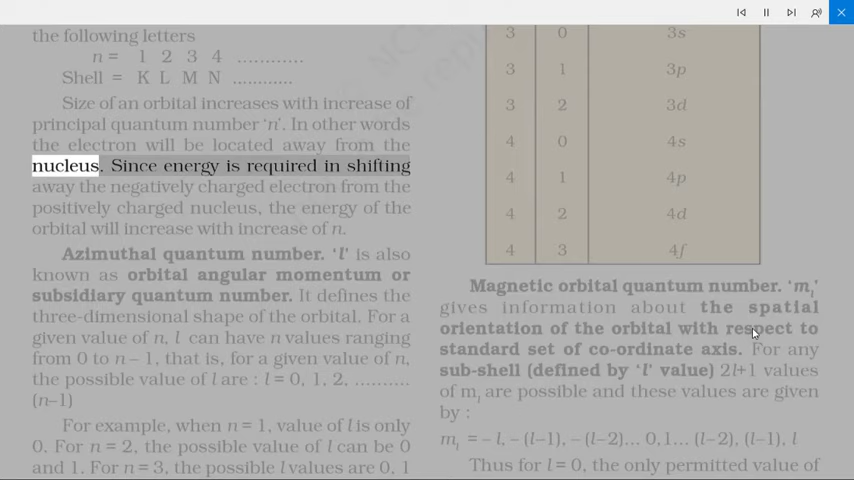 the following letters
n = 1 2 3 4 ............
Shell = K L M N ............
Size of an orbital increases with increase of
principal quantum number ‘n’. In other words
the electron will be located away from the
nucleus. Since energy is required in shifting
away the negatively charged electron from the
positively charged nucleus, the energy of the
orbital will increase with increase of n.
Azimuthal quantum number. ‘l’ is also
known as orbital angular momentum or
subsidiary quantum number. It defines the
three-dimensional shape of the orbital. For a
given value of n, l can have n values ranging
from 0 to n – 1, that is, for a given value of n,
the possible value of l are : l = 0, 1, 2, ..........
(n–1)
For example, when n = 1, value of l is only
0. For n = 2, the possible value of l can be 0
and 1. For n = 3, the possible l values are 0, 1
3 0 3s
3 1 3p
3 2 3d
4 0 4s
4 1 4p
4 2 4d
4 3 4f
Magnetic orbital quantum number. ‘mₗ’
gives information about the spatial
orientation of the orbital with respect to
standard set of co-ordinate axis. For any
sub-shell (defined by ‘l’ value) 2l+1 values
of mₗ are possible and these values are given
by :
mₗ = – l, – (l–1), – (l–2)... 0,1... (l–2), (l–1), l
Thus for l = 0, the only permitted value of